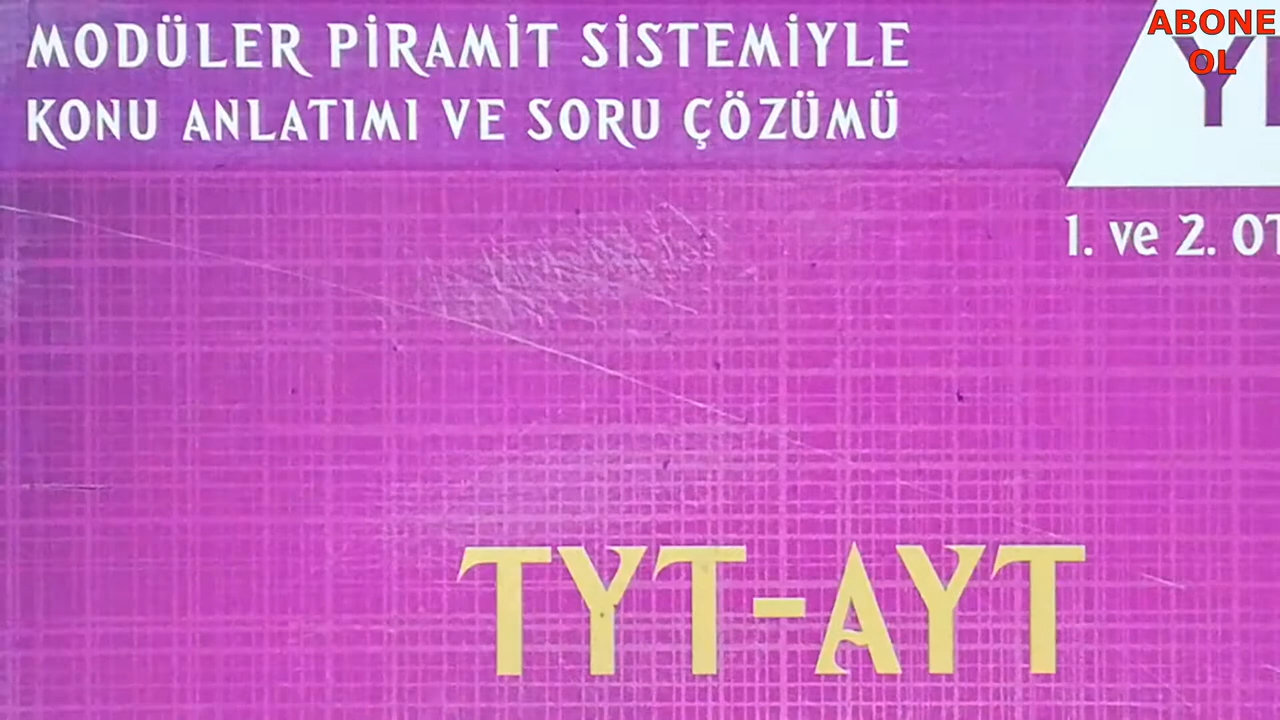 MODÜLER PİRAMİT SİSTEMİYLE
KONU ANLATIMI VE SORU ÇÖZÜMÜ
ABONE
OL
1. ve 2.
TYT-AYT